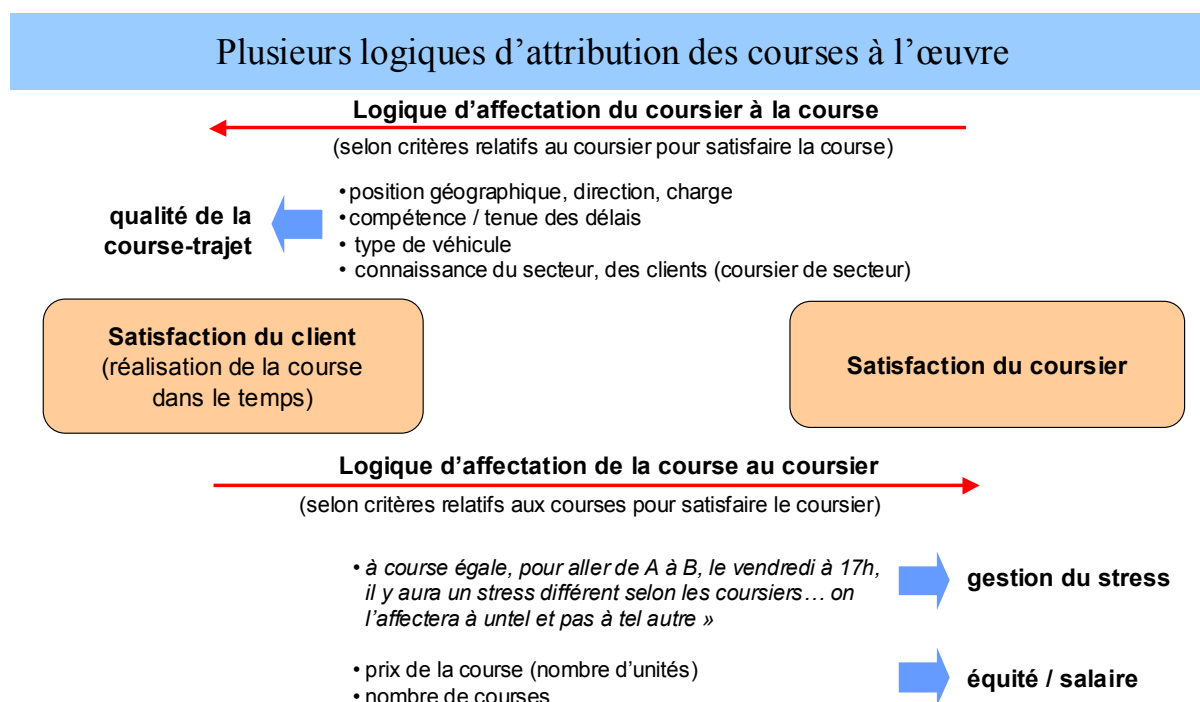 Plusieurs logiques d’attribution des courses à l’œuvre
Logique d’affectation du coursier à la course
(selon critères relatifs au coursier pour satisfaire la course)
•position géographique, direction, charge
•compétence / tenue des délais
• type de véhicule
• connaissance du secteur, des clients (coursier de secteur)
qualité de la
course-trajet
Satisfaction du client
(réalisation de la course
dans le temps)
Satisfaction du coursier
Logique d’affectation de la course au coursier
(selon critères relatifs aux courses pour satisfaire le coursier)
• à course égale, pour aller de A à B, le vendredi à 17h,
il y aura un stress différent selon les coursiers… on
l’affectera à untel et pas à tel autre »
gestion du stress
• prix de la course (nombre d’unités)
• nombre de courses
équité / salaire